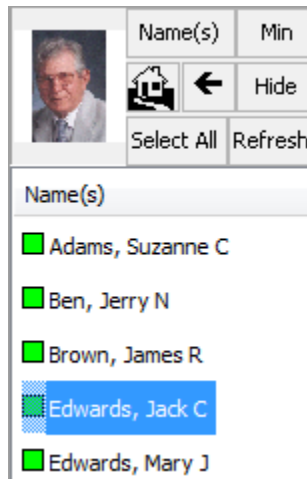 Name(s) Min
Hide
Select All Refresh
Name(s)
Adams, Suzanne C
Ben, Jerry N
Brown, James R
Edwards, Jack C
Edwards, Mary J